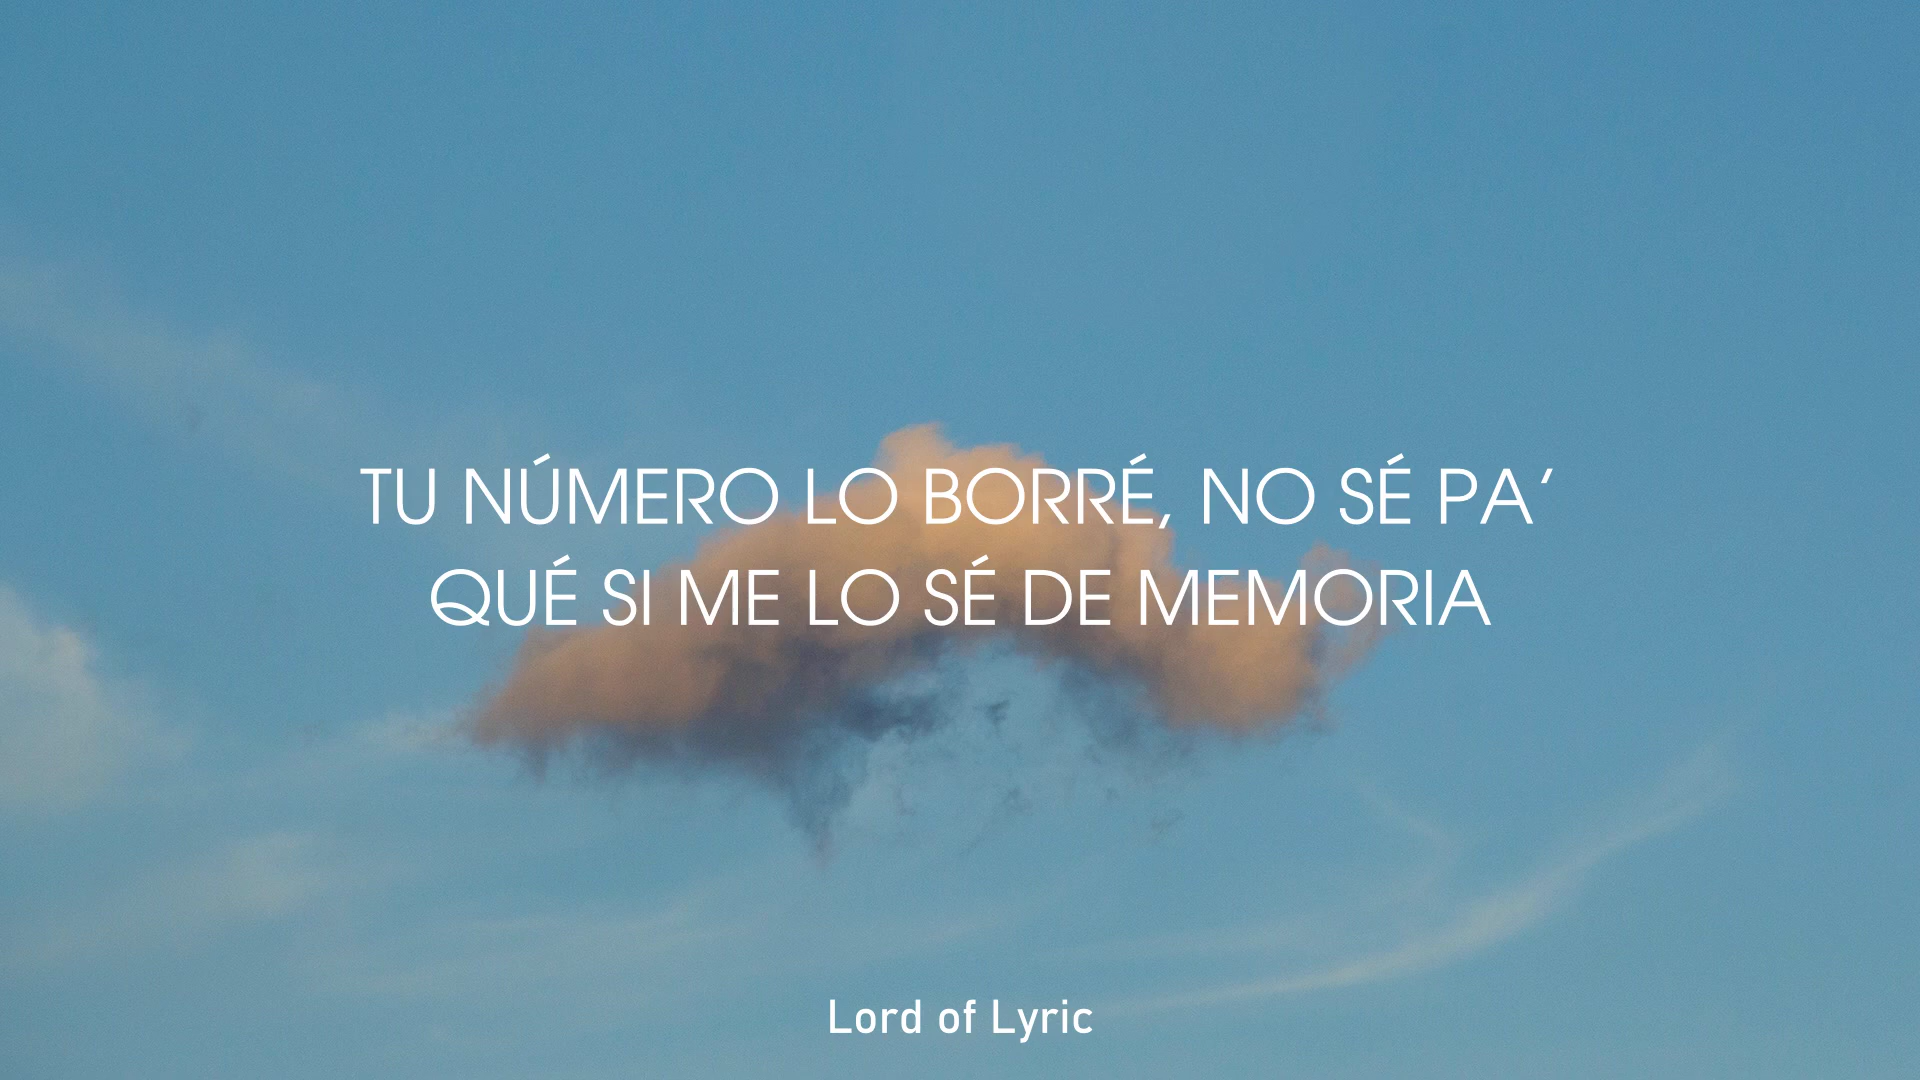 TU NÚMERO LO BORRÉ, NO SÉ PA'
QUÉ SI ME LO SÉ DE MEMORIA
Lord of Lyric